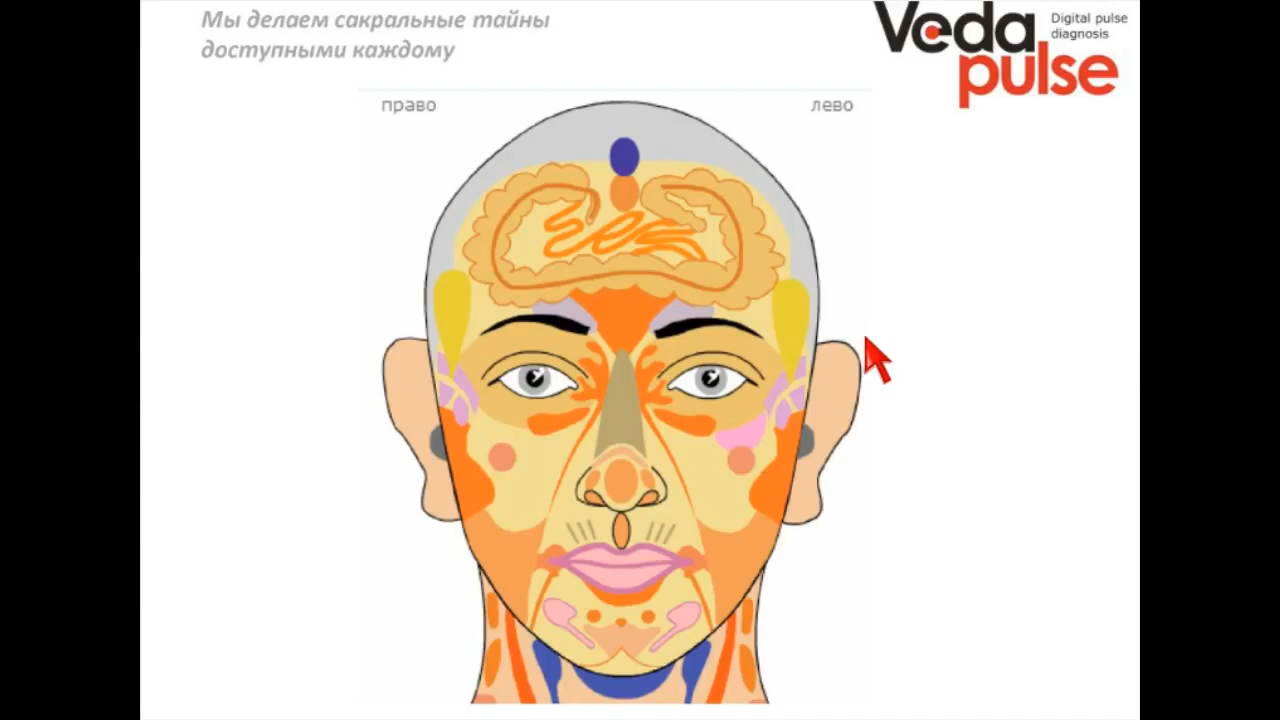 Мы делаем сакральные тайны
доступными каждому
Veda
pulse
Digital pulse
diagnosis
право
лево